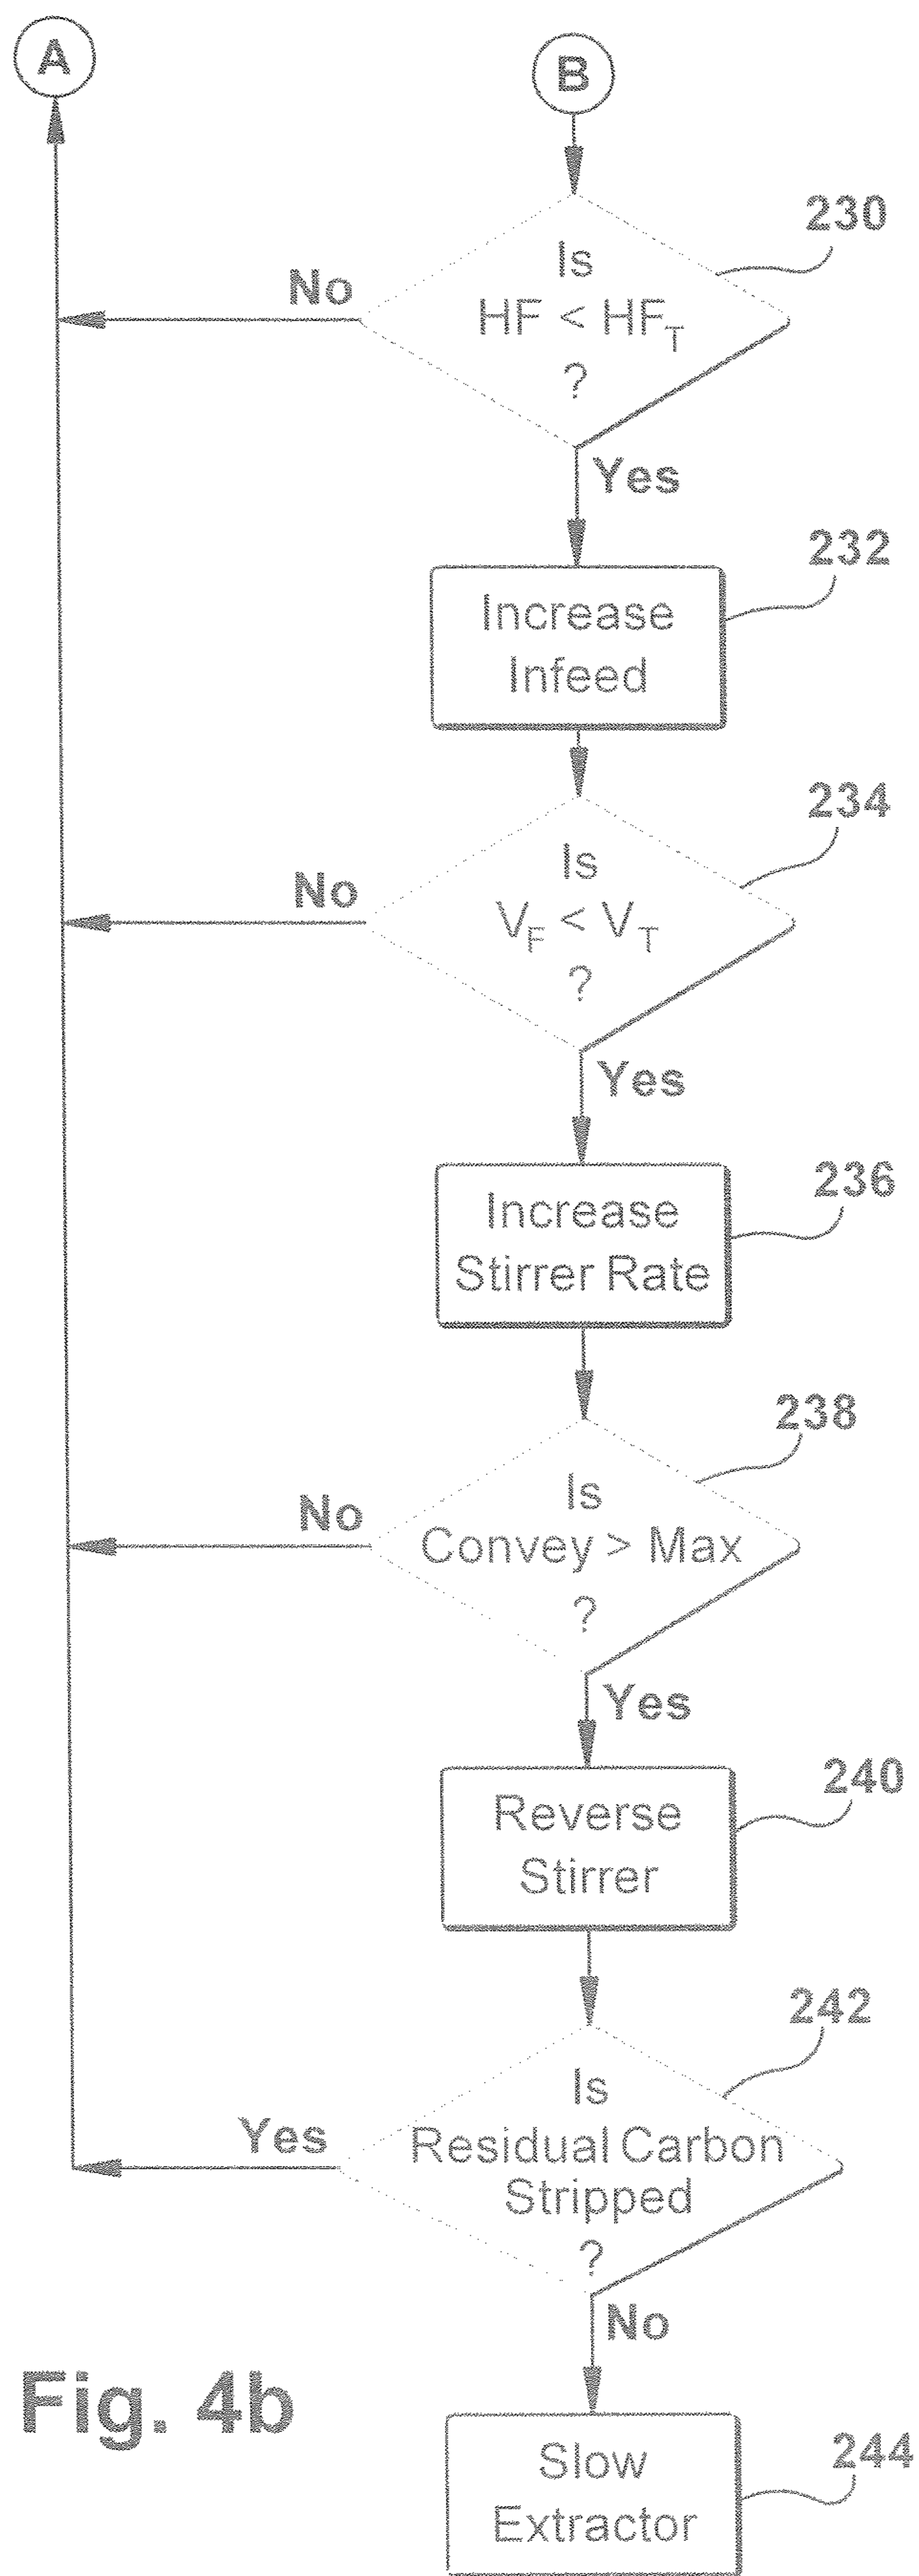 A
B
230
Is
HF < HF_T
?
No
Yes
232
Increase
Infeed
234
Is
V_F < V_T
?
No
Yes
236
Increase
Stirrer Rate
238
Is
Convey > Max
?
No
Yes
240
Reverse
Stirrer
242
Is
Residual Carbon
Stripped
?
Yes
No
Fig. 4b
244
Slow
Extractor